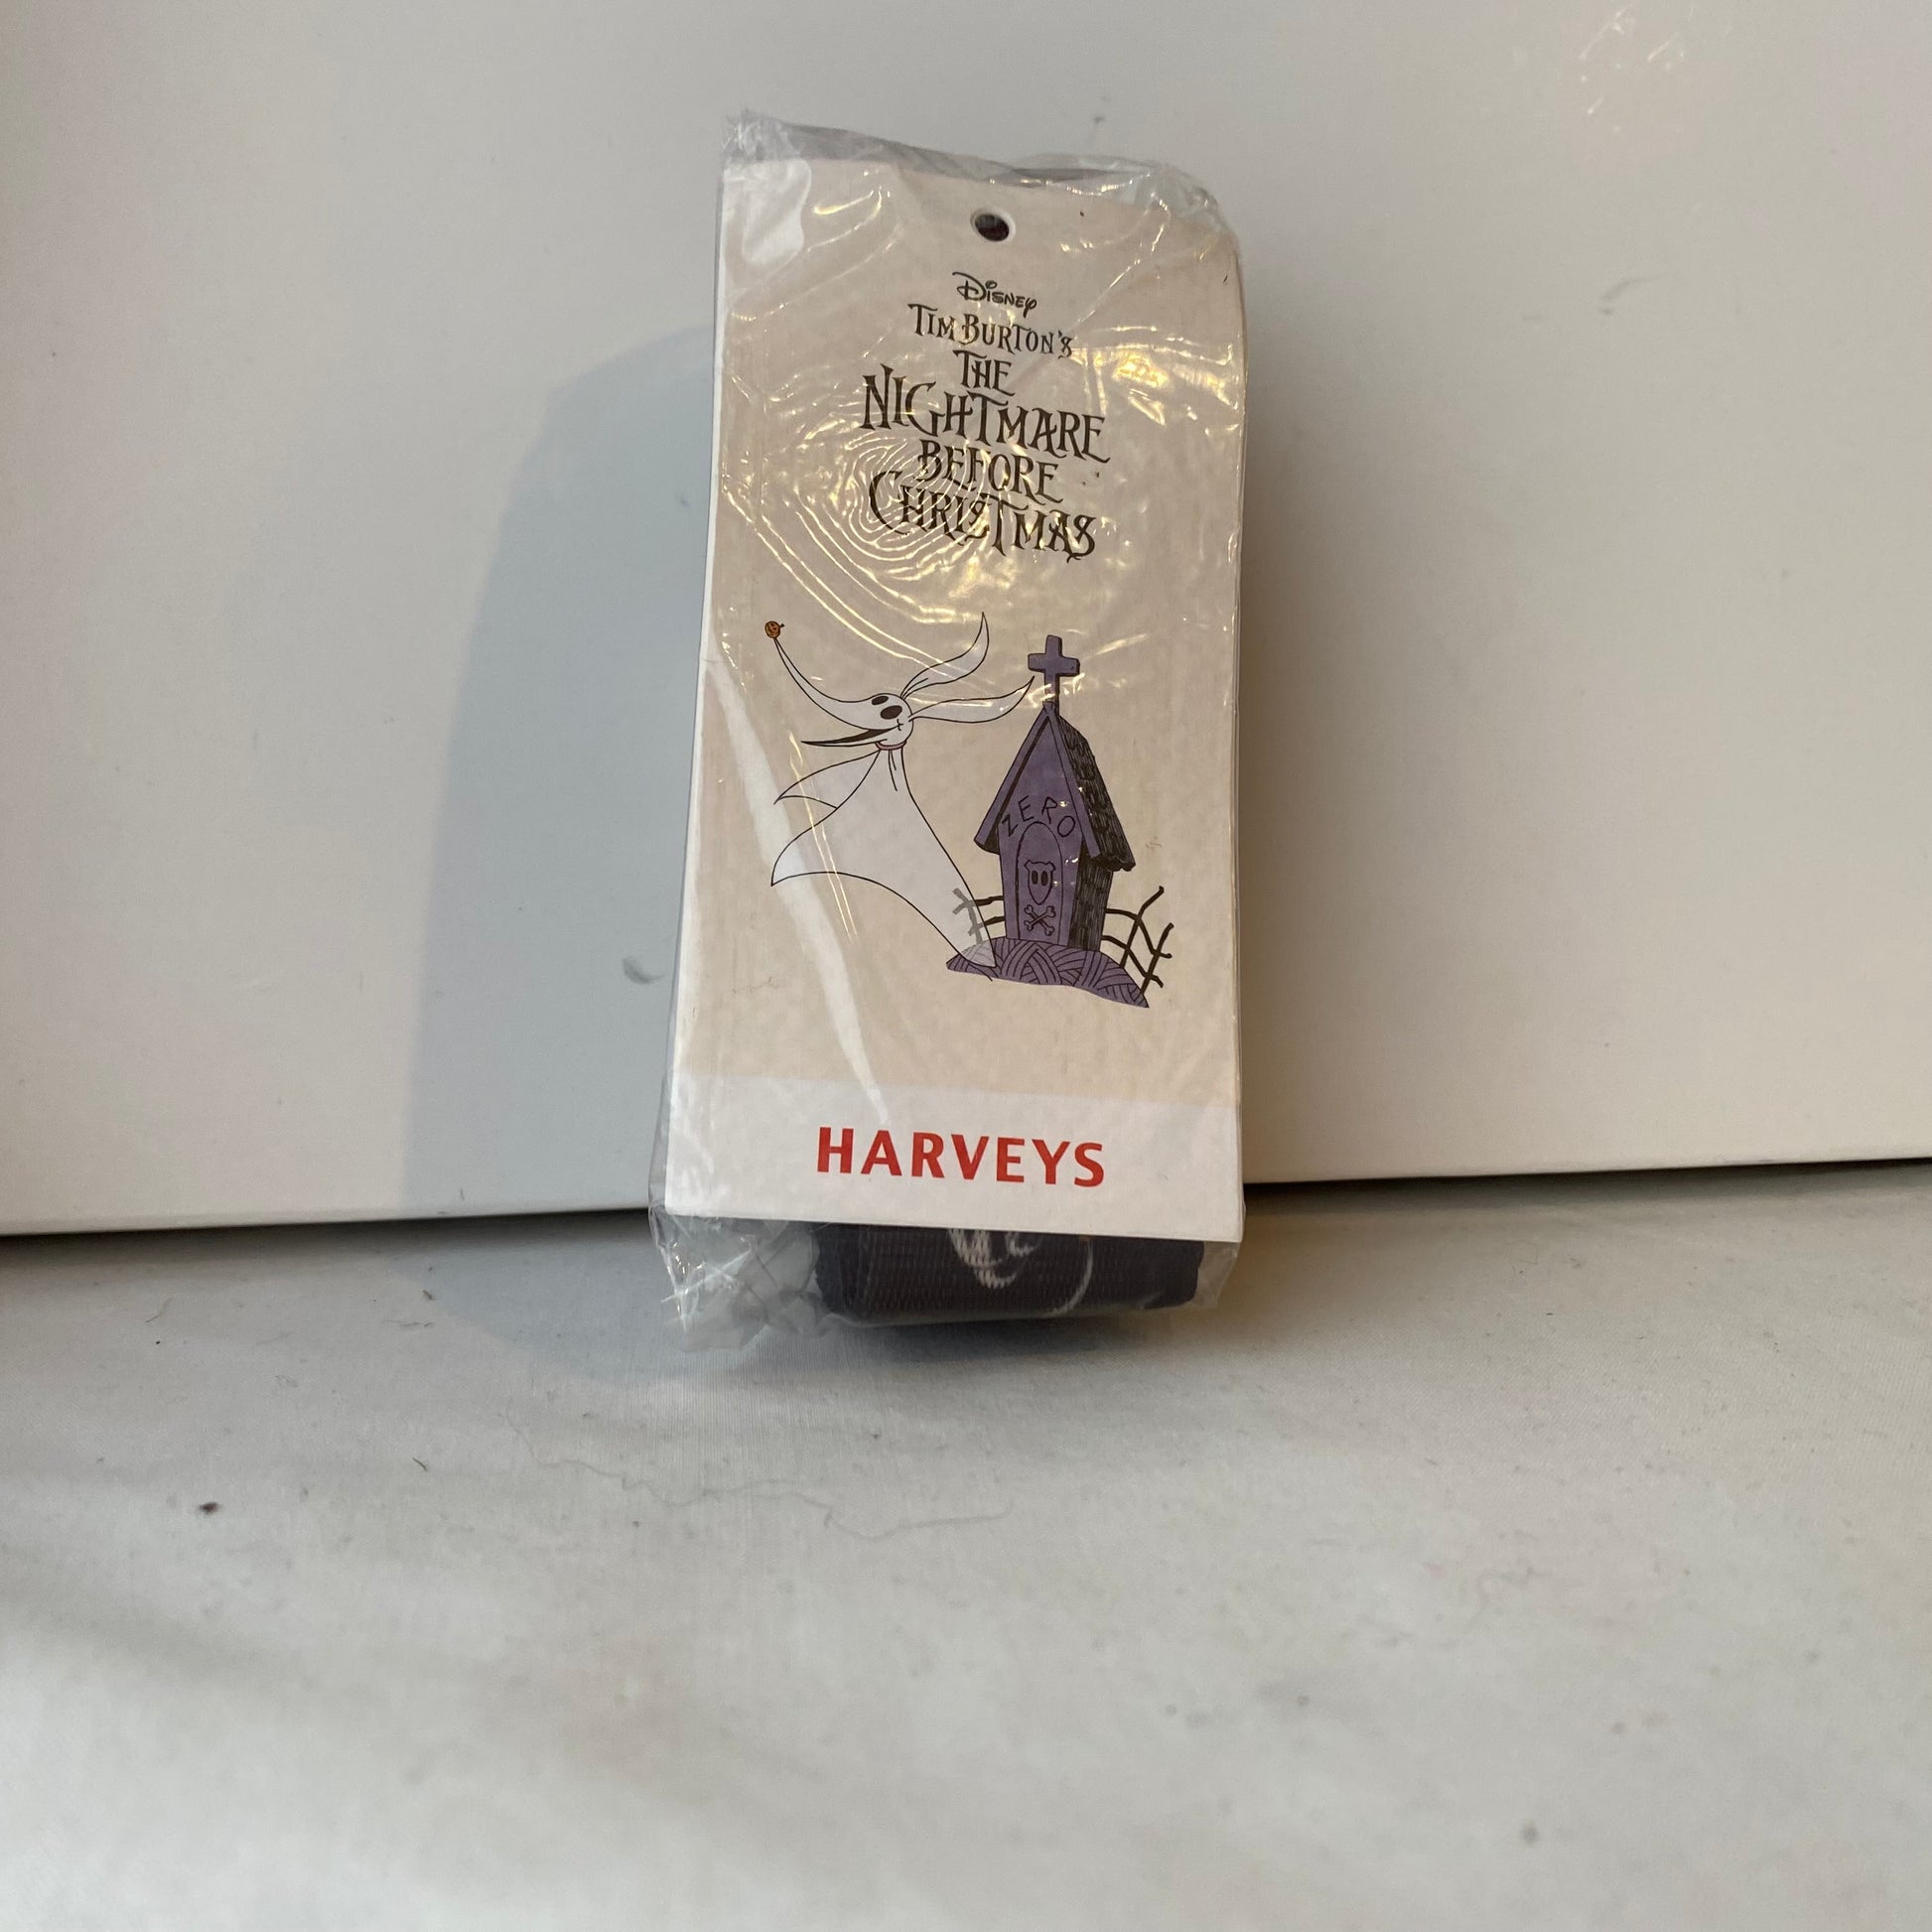 Disney
TIM BURTON'S
THE
NIGHTMARE
BEFORE
CHRISTMAS
ZERO
HARVEYS